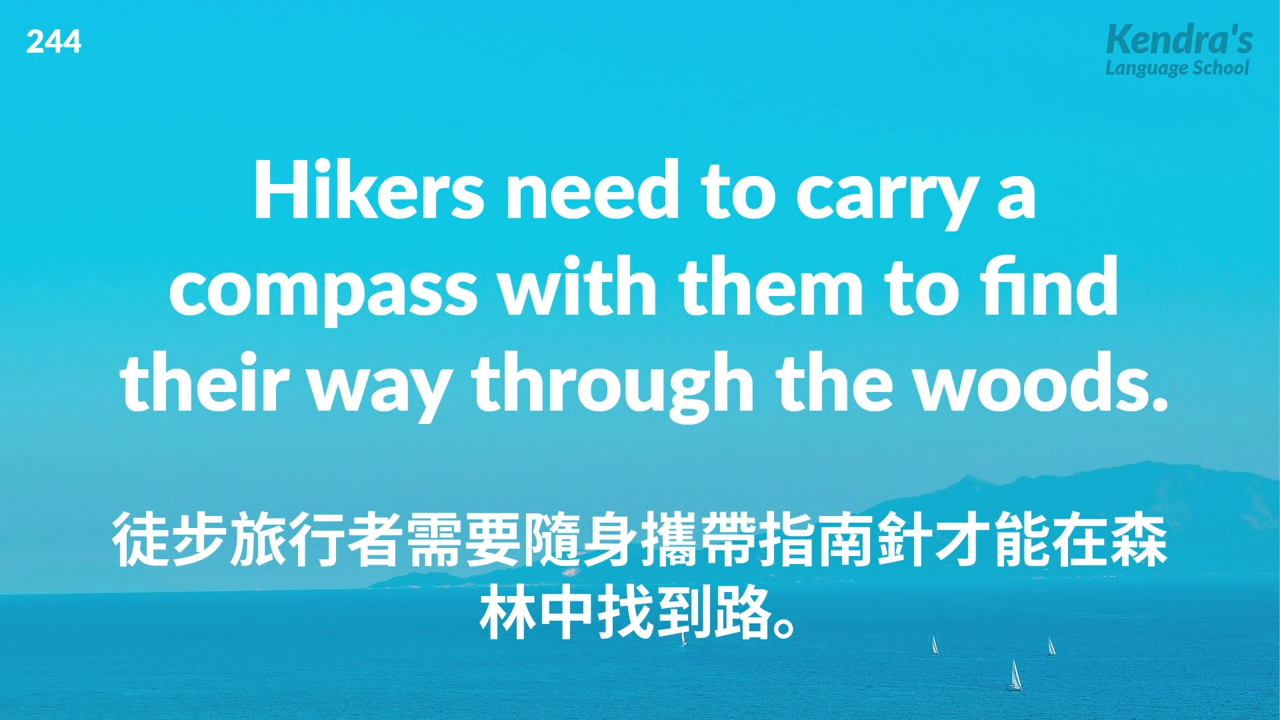 244
Kendra's
Language School
Hikers need to carry a
compass with them to find
their way through the woods.
徒步旅行者需要隨身攜帶指南針才能在森
林中找到路。